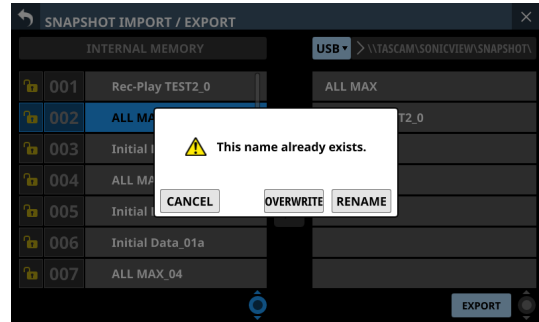 SNAPSHOT IMPORT / EXPORT
INTERNAL MEMORY
USB
\\TASCAM\SONICVIEW\SNAPSHOT\
001 Rec-Play TEST2_0
ALL MAX
002 ALL MA
T2_0
003 Initial
004 ALL MA
005 Initial
006 Initial Data_01a
007 ALL MAX_04
This name already exists.
CANCEL OVERWRITE RENAME
EXPORT